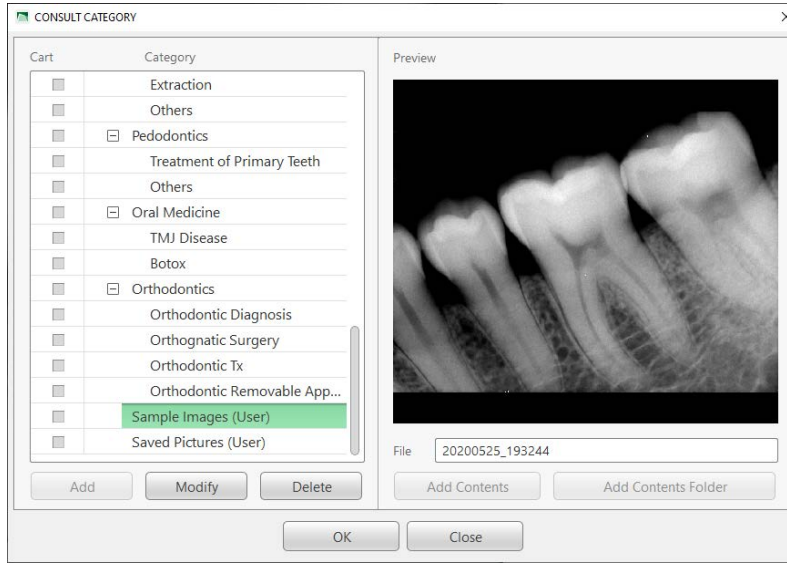 CONSULT CATEGORY
Cart Category
Extraction
Others
Pedodontics
Treatment of Primary Teeth
Others
Oral Medicine
TMJ Disease
Botox
Orthodontics
Orthodontic Diagnosis
Orthognatic Surgery
Orthodontic Tx
Orthodontic Removable App...
Sample Images (User)
Saved Pictures (User)
Add Modify Delete
Preview
File 20200525_193244
Add Contents Add Contents Folder
OK Close